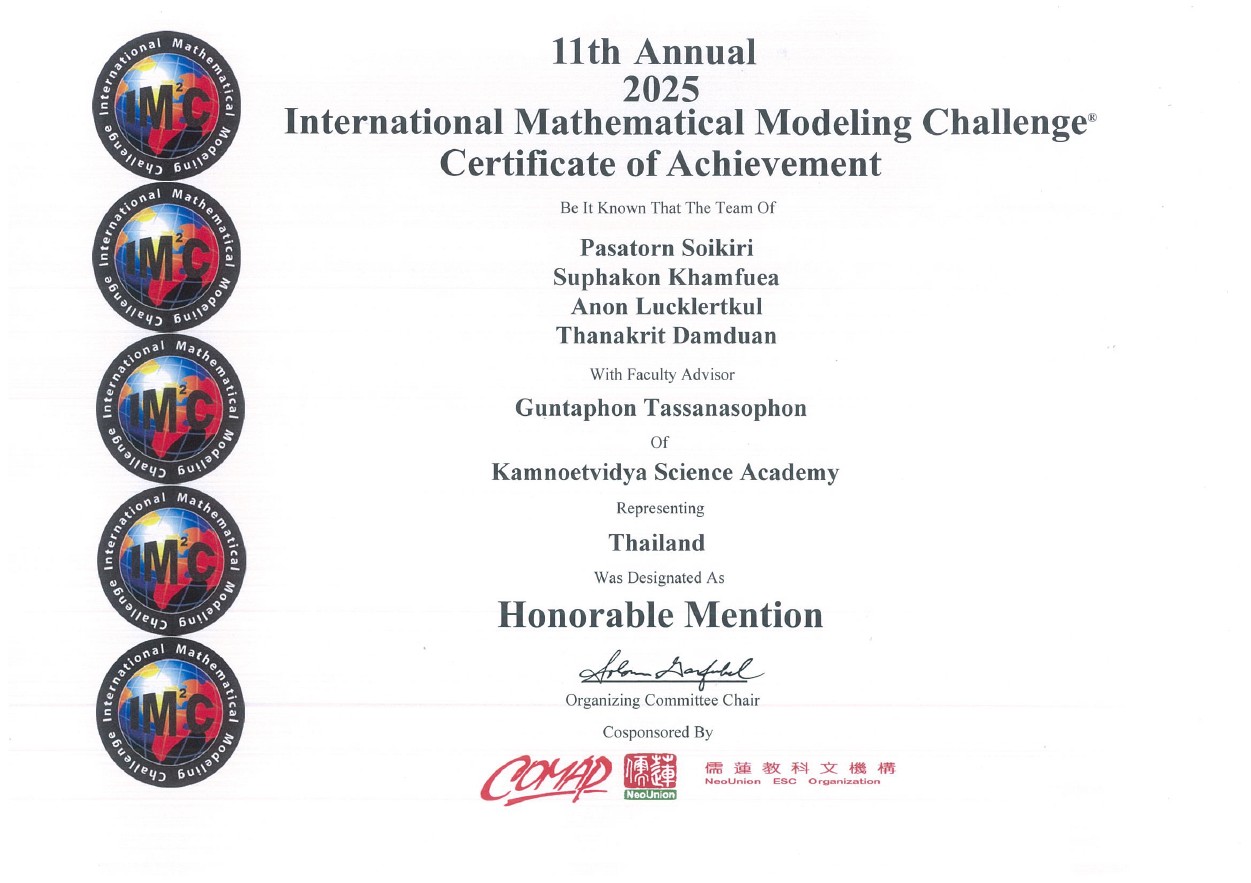 11th Annual
2025
International Mathematical Modeling Challenge®
Certificate of Achievement
Be It Known That The Team Of
Pasatorn Soikiri
Suphakon Khamfuea
Anon Lucklertkul
Thanakrit Damduan
With Faculty Advisor
Guntaphon Tassanasophon
Of
Kamnoetvidya Science Academy
Representing
Thailand
Was Designated As
Honorable Mention
Organizing Committee Chair
Cosponsored By
COMAP
儒蓮
NeoUnion
儒蓮教科文機構
NeoUnion ESC Organization
International Mathematical Modeling Challenge
IM²C
International Mathematical Modeling Challenge
IM²C
International Mathematical Modeling Challenge
IM²C
International Mathematical Modeling Challenge
IM²C
International Mathematical Modeling Challenge
IM²C